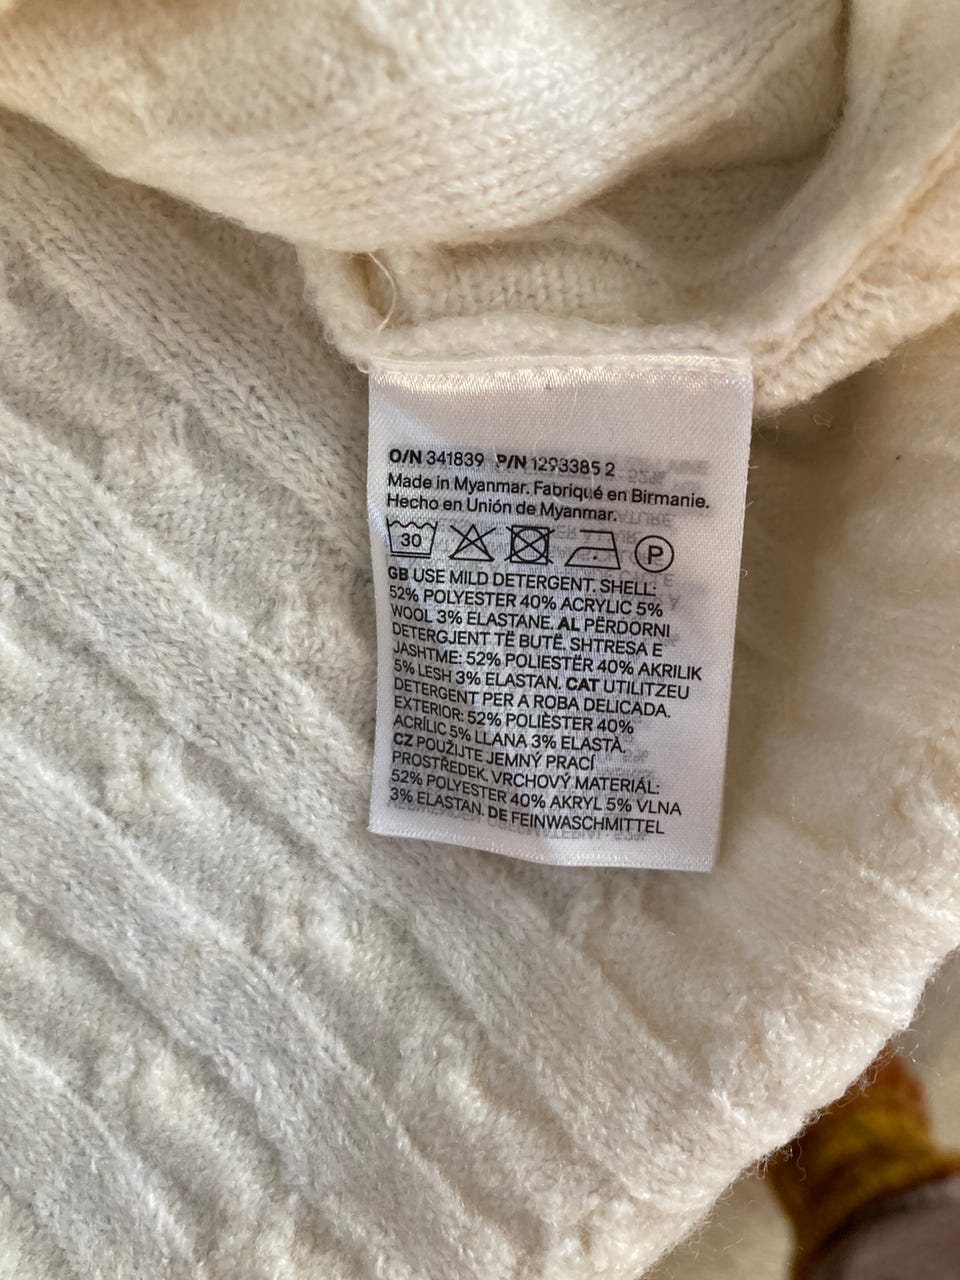 O/N 341839 P/N 1293385 2
Made in Myanmar. Fabriqué en Birmanie.
Hecho en Unión de Myanmar.
30 P
GB USE MILD DETERGENT. SHELL:
52% POLYESTER 40% ACRYLIC 5%
WOOL 3% ELASTANE. AL PËRDORNI
DETERGJENT TË BUTË. SHTRESA E
JASHTME: 52% POLIESTËR 40% AKRILIK
5% LESH 3% ELASTAN. CAT UTILITZEU
DETERGENT PER A ROBA DELICADA.
EXTERIOR: 52% POLIÈSTER 40%
ACRÍLIC 5% LLANA 3% ELASTÀ.
CZ POUŽIJTE JEMNÝ PRACÍ
PROSTŘEDEK. VRCHOVÝ MATERIÁL:
52% POLYESTER 40% AKRYL 5% VLNA
3% ELASTAN. DE FEINWASCHMITTEL